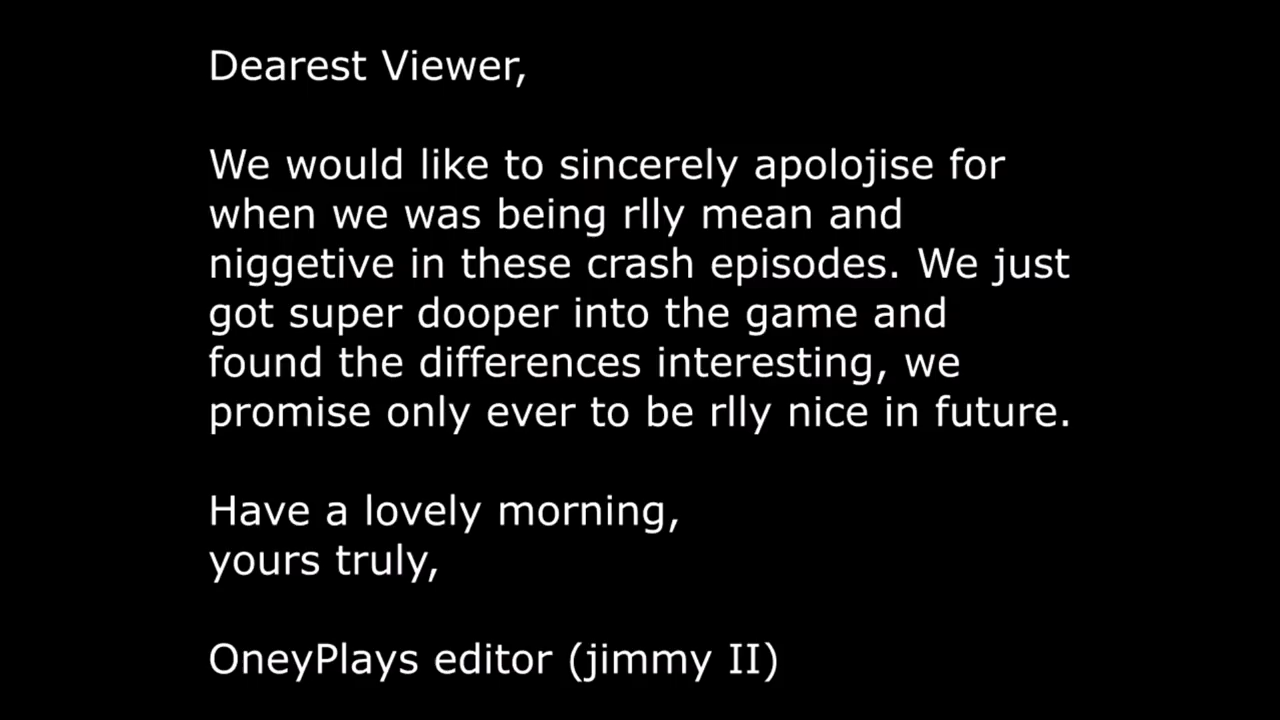 Dearest Viewer,
We would like to sincerely apolojise for
when we was being rlly mean and
niggetive in these crash episodes. We just
got super dooper into the game and
found the differences interesting, we
promise only ever to be rlly nice in future.
Have a lovely morning,
yours truly,
OneyPlays editor (jimmy II)